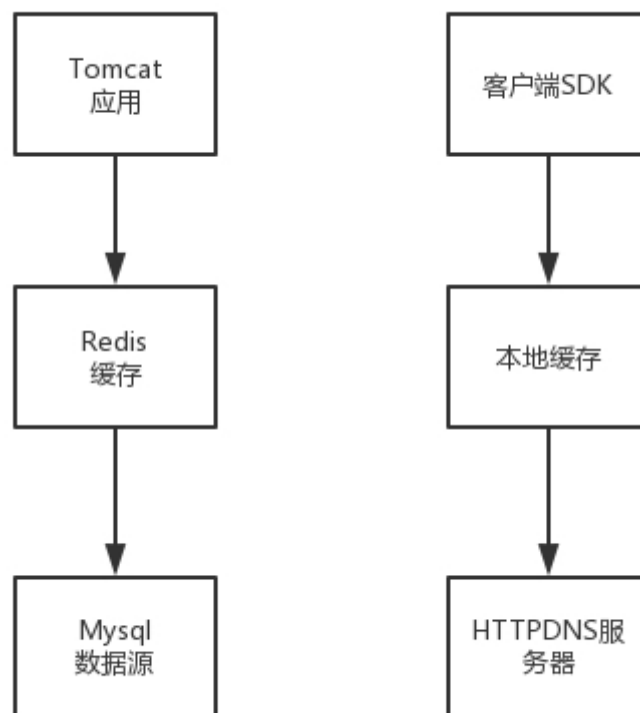 Tomcat
应用
客户端SDK
Redis
缓存
本地缓存
Mysql
数据源
HTTPDNS服
务器